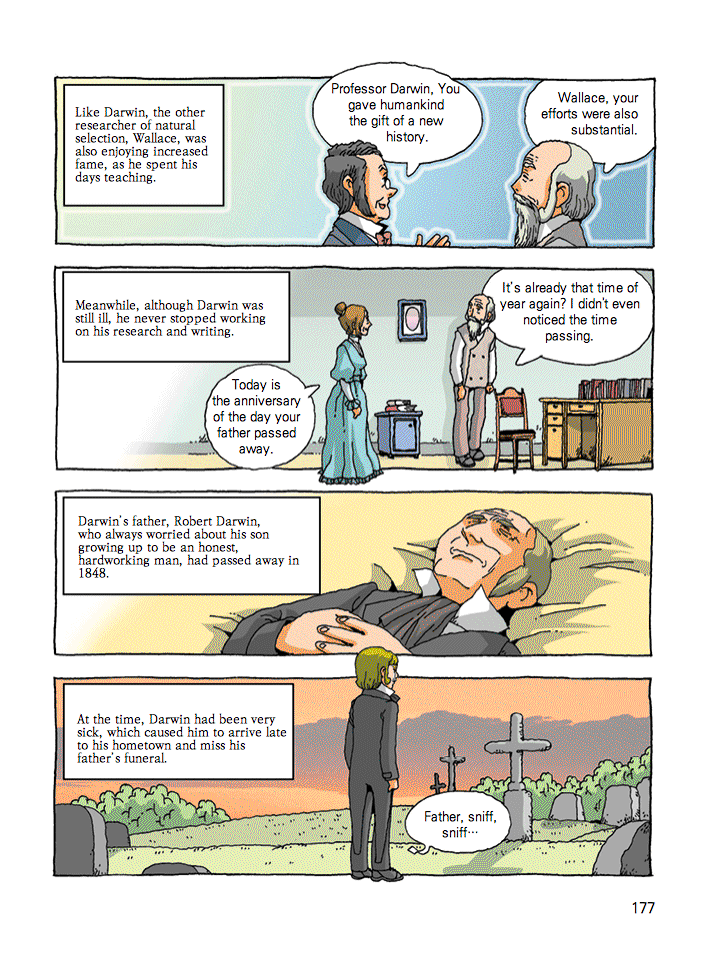 Like Darwin, the other
researcher of natural
selection, Wallace, was
also enjoying increased
fame, as he spent his
days teaching.
Professor Darwin, You
gave humankind
the gift of a new
history.
Wallace, your
efforts were also
substantial.
Meanwhile, although Darwin was
still ill, he never stopped working
on his research and writing.
Today is
the anniversary
of the day your
father passed
away.
It's already that time of
year again? I didn't even
noticed the time
passing.
Darwin's father, Robert Darwin,
who always worried about his son
growing up to be an honest,
hardworking man, had passed away in
1848.
At the time, Darwin had been very
sick, which caused him to arrive late
to his hometown and miss his
father's funeral.
Father, sniff,
sniff…
177